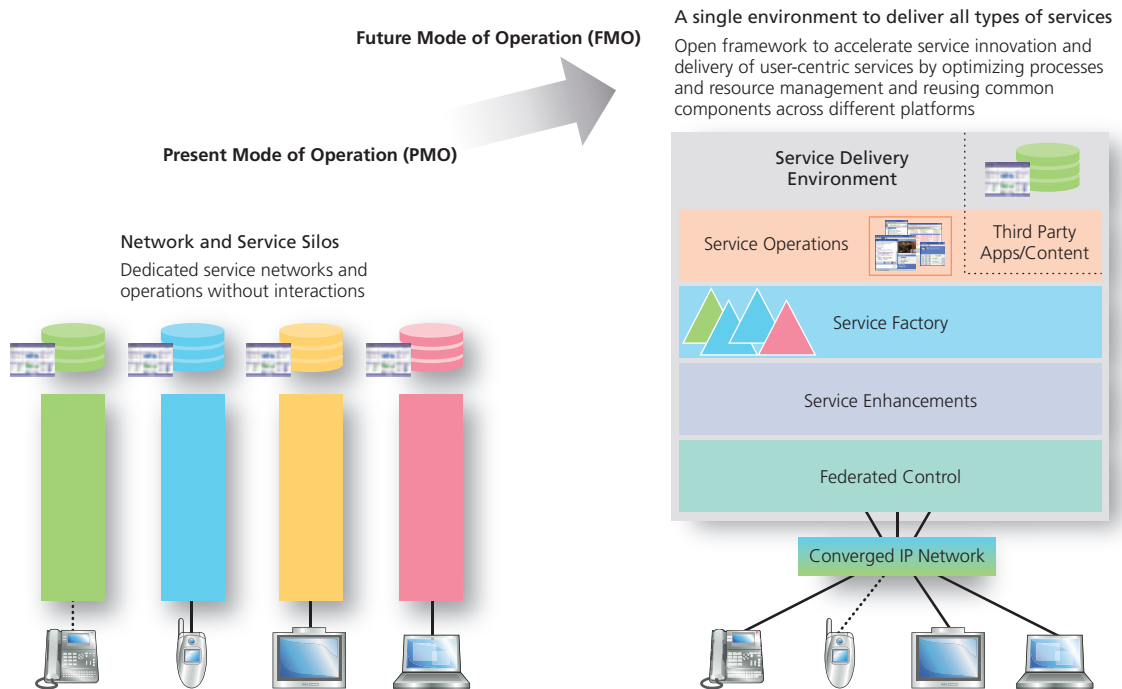 Future Mode of Operation (FMO)
Present Mode of Operation (PMO)
Network and Service Silos
Dedicated service networks and
operations without interactions
A single environment to deliver all types of services
Open framework to accelerate service innovation and
delivery of user-centric services by optimizing processes
and resource management and reusing common
components across different platforms
Service Delivery
Environment
Service Operations
Third Party
Apps/Content
Service Factory
Service Enhancements
Federated Control
Converged IP Network